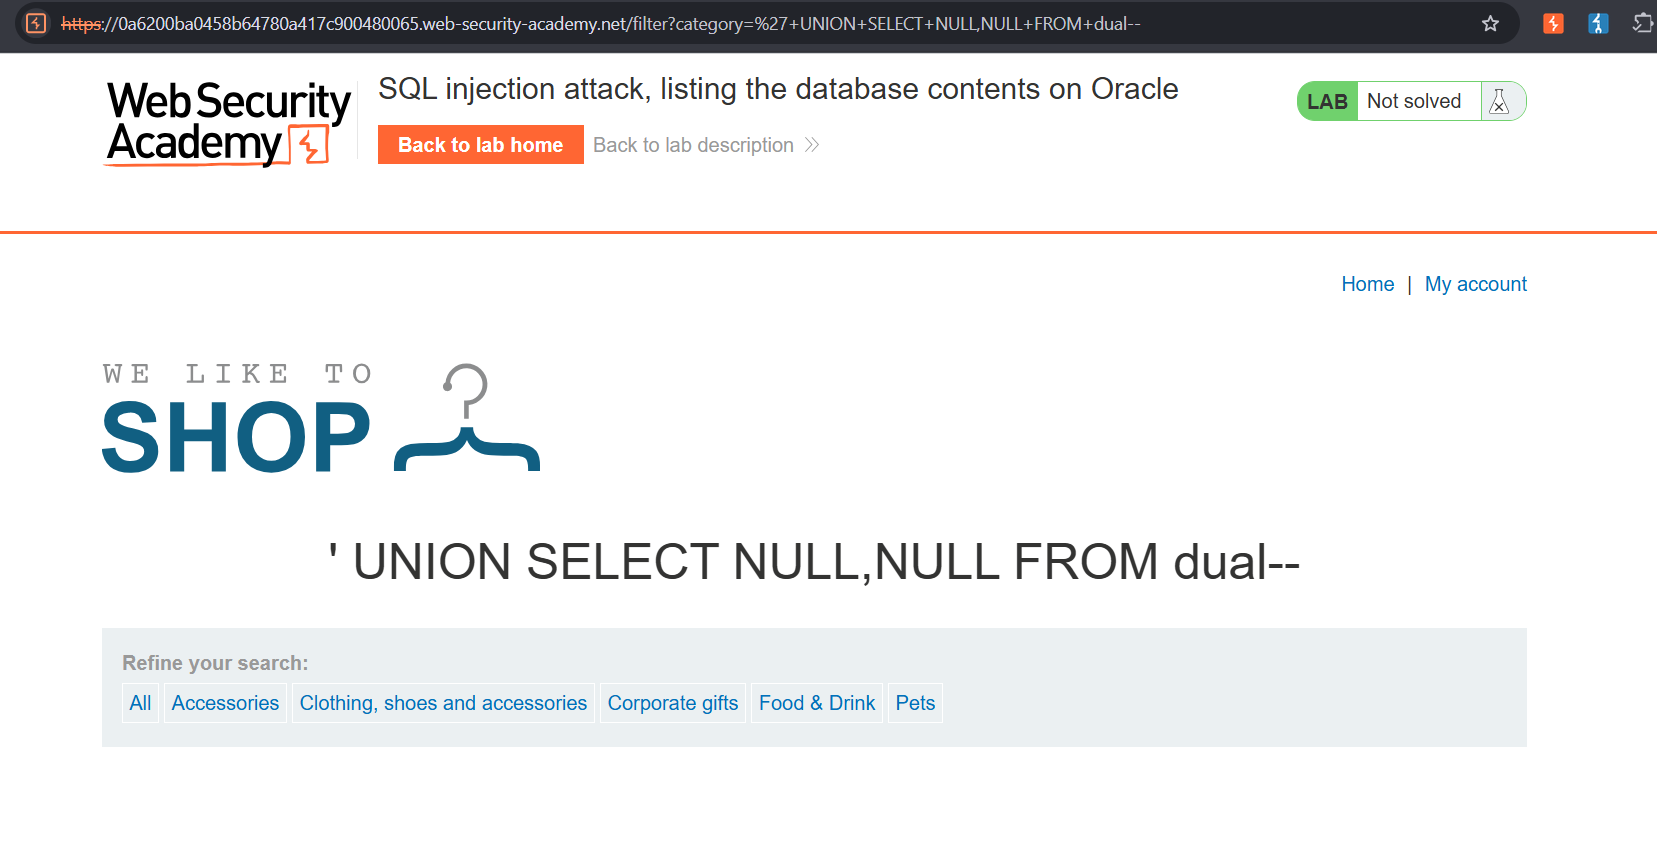 https://0a6200ba0458b64780a417c900480065.web-security-academy.net/filter?category=%27+UNION+SELECT+NULL,NULL+FROM+dual--
Web Security
Academy
SQL injection attack, listing the database contents on Oracle
Back to lab home
Back to lab description
LAB
Not solved
Home | My account
WE LIKE TO
SHOP
' UNION SELECT NULL,NULL FROM dual--
Refine your search:
All Accessories Clothing, shoes and accessories Corporate gifts Food & Drink Pets